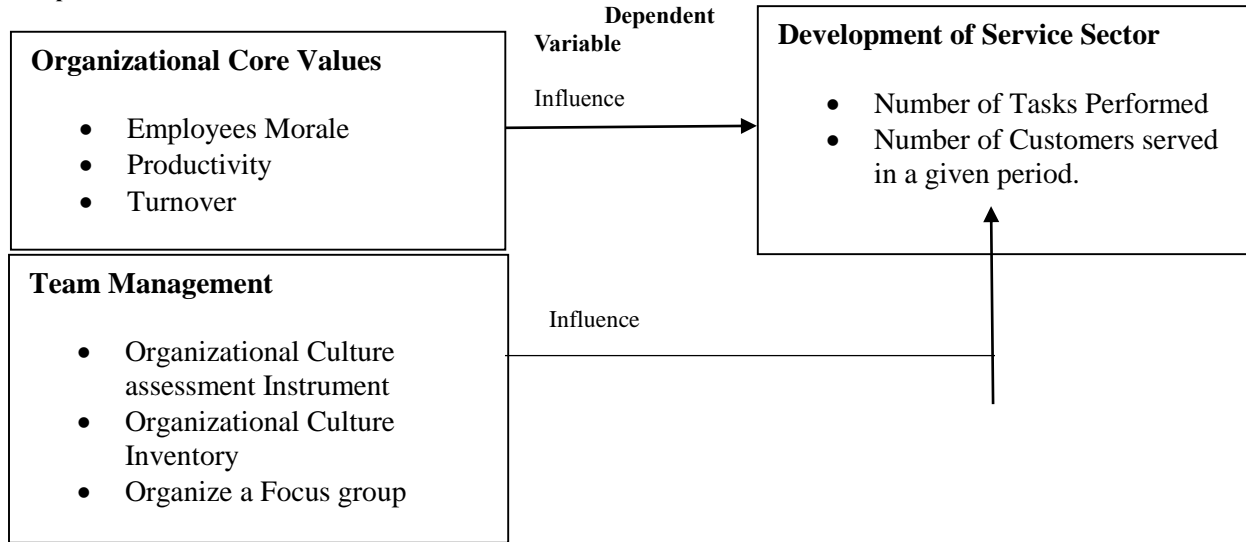 Dependent
Variable
Organizational Core Values
• Employees Morale
• Productivity
• Turnover
Influence
Development of Service Sector
• Number of Tasks Performed
• Number of Customers served
in a given period.
Team Management
• Organizational Culture
assessment Instrument
• Organizational Culture
Inventory
• Organize a Focus group
Influence